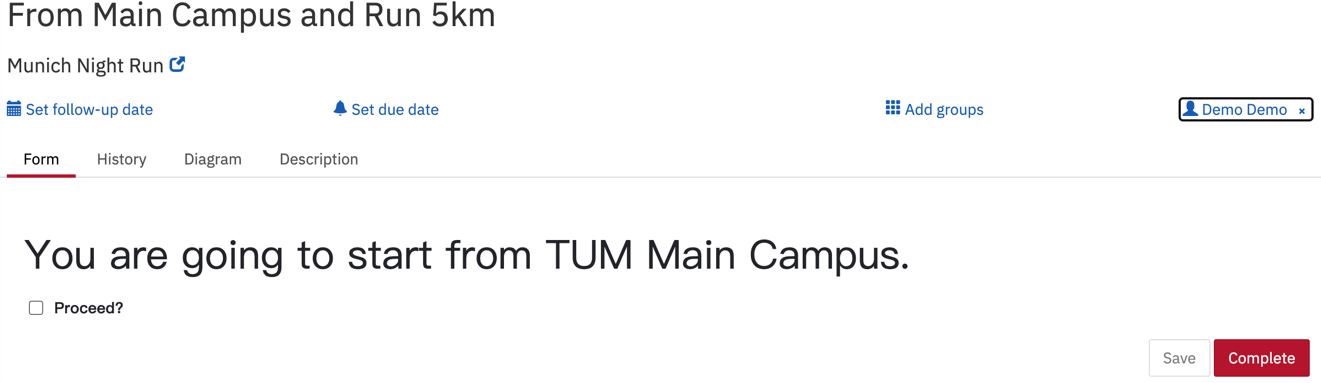 From Main Campus and Run 5km
Munich Night Run
Set follow-up date Set due date Add groups Demo Demo ×
Form History Diagram Description
You are going to start from TUM Main Campus.
Proceed?
Save Complete